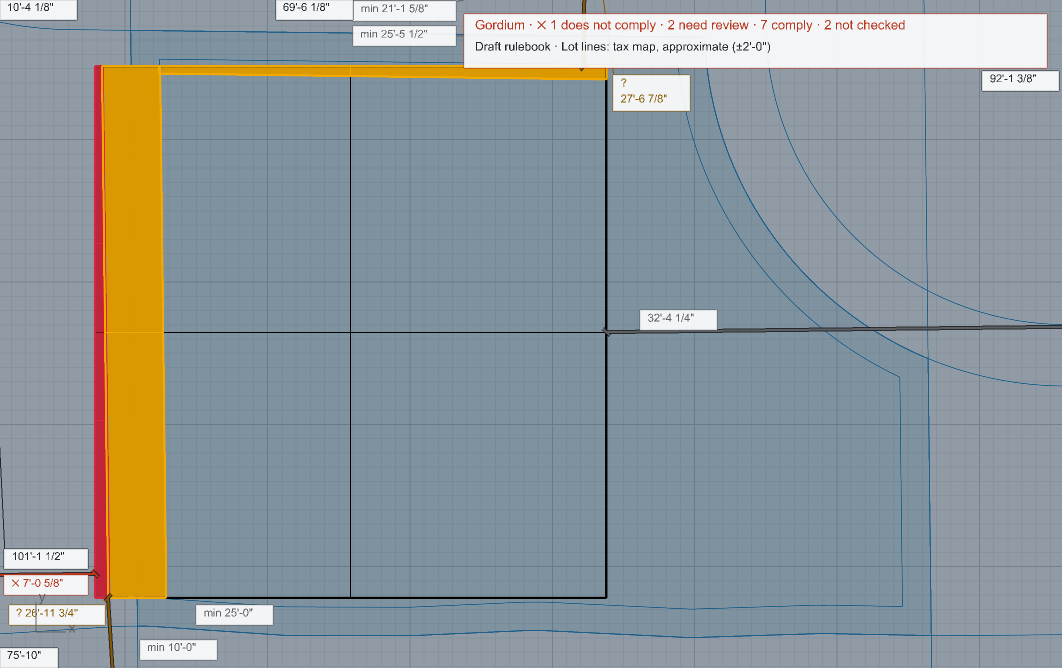 10'-4 1/8"
69'-6 1/8"
min 21'-1 5/8"
min 25'-5 1/2"
Gordium · ✕ 1 does not comply · 2 need review · 7 comply · 2 not checked
Draft rulebook · Lot lines: tax map, approximate (±2'-0")
92'-1 3/8"
?
27'-6 7/8"
32'-4 1/4"
101'-1 1/2"
✕ 7'-0 5/8"
? 26'-11 3/4"
Y
X
min 25'-0"
min 10'-0"
75'-10"